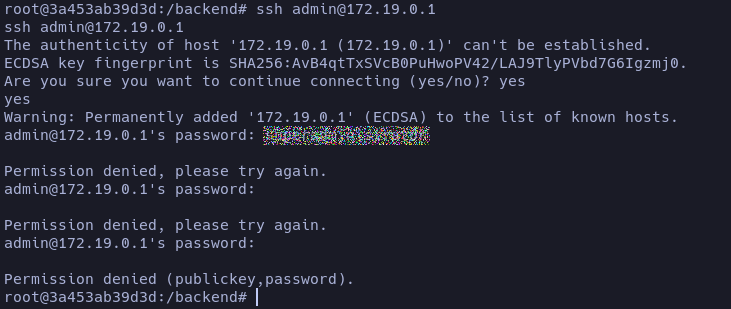 root@3a453ab39d3d:/backend# ssh admin@172.19.0.1
ssh admin@172.19.0.1
The authenticity of host '172.19.0.1 (172.19.0.1)' can't be established.
ECDSA key fingerprint is SHA256:AvB4qtTxSVcB0PuHwoPV42/LAJ9TlyPVbd7G6Igzmj0.
Are you sure you want to continue connecting (yes/no)? yes
yes
Warning: Permanently added '172.19.0.1' (ECDSA) to the list of known hosts.
admin@172.19.0.1's password:
Permission denied, please try again.
admin@172.19.0.1's password:
Permission denied, please try again.
admin@172.19.0.1's password:
Permission denied (publickey,password).
root@3a453ab39d3d:/backend#